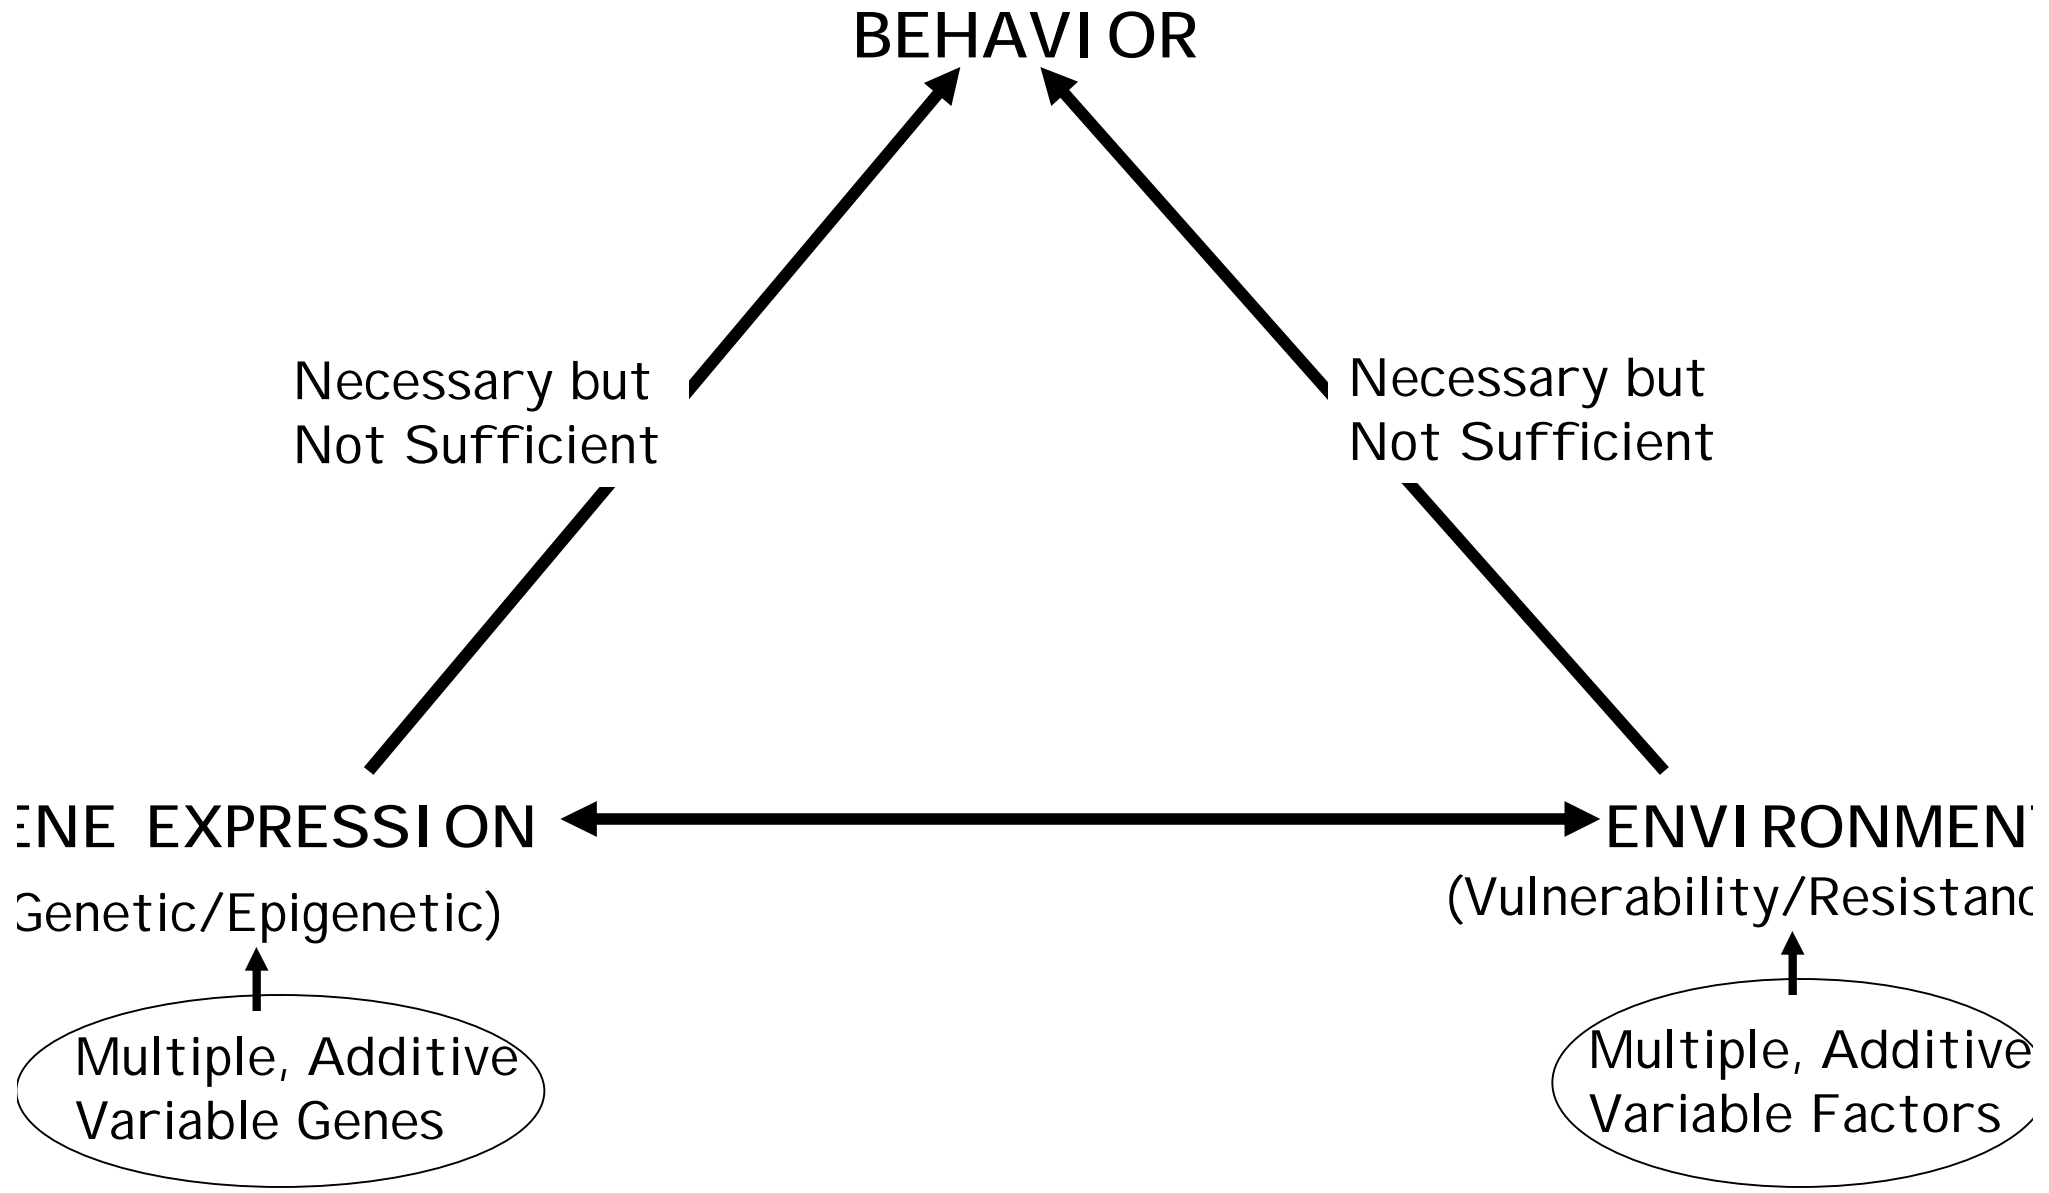 BEHAVIOR
Necessary but
Not Sufficient
Necessary but
Not Sufficient
ENE EXPRESSION
ENVIRONMENT
Genetic/Epigenetic)
(Vulnerability/Resistanc
Multiple, Additive
Variable Genes
Multiple, Additive
Variable Factors